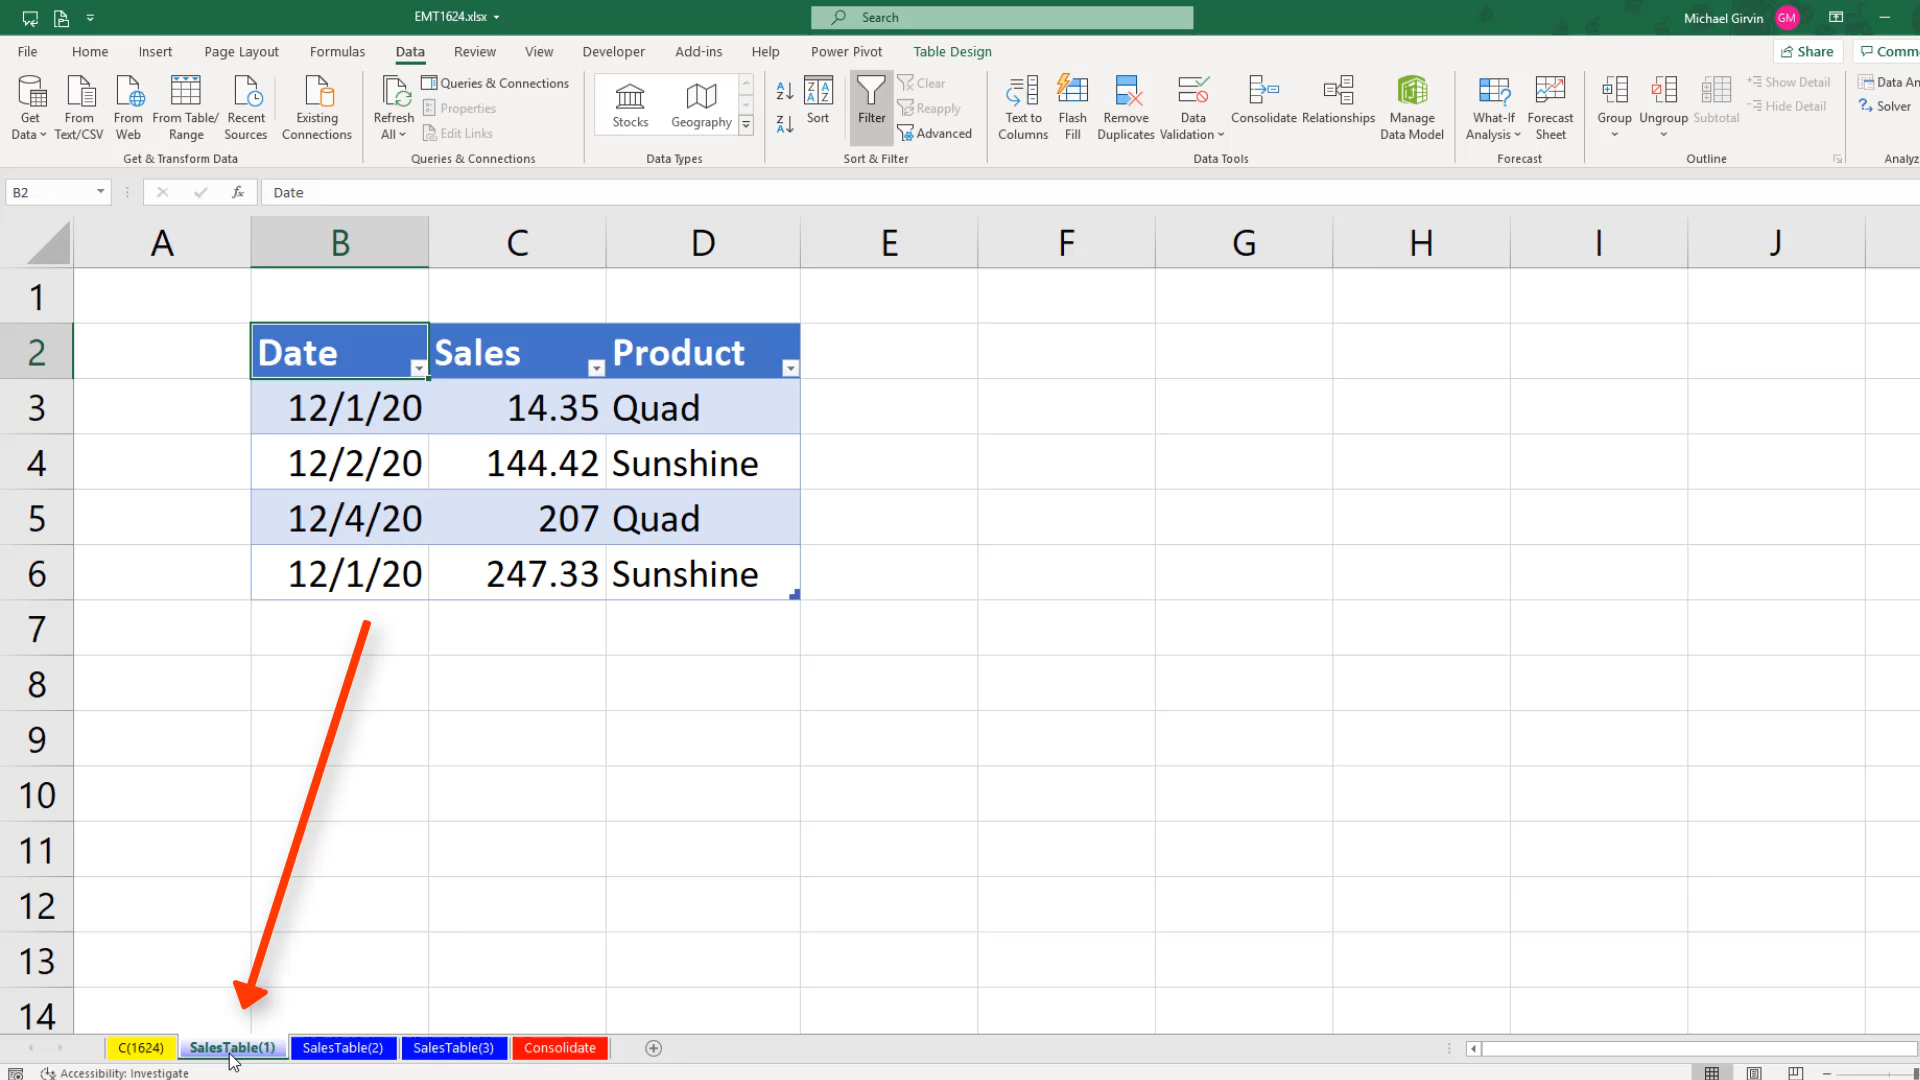 EMT1624.xlsx
Search
Michael Girvin GM
File Home Insert Page Layout Formulas Data Review View Developer Add-ins Help Power Pivot Table Design
Share Comm
Get Data
From Text/CSV
From Web
From Table/ Range
Recent Sources
Existing Connections
Get & Transform Data
Refresh All
Queries & Connections
Properties
Edit Links
Queries & Connections
Stocks
Geography
Data Types
Sort
Filter
Clear
Reapply
Advanced
Sort & Filter
Text to Columns
Flash Fill
Remove Duplicates
Data Validation
Consolidate
Relationships
Manage Data Model
Data Tools
What-If Analysis
Forecast Sheet
Forecast
Group
Ungroup
Subtotal
Show Detail
Hide Detail
Outline
Data An
Solver
Analyz
B2 fx Date
A B C D E F G H I J
1
2 Date Sales Product
3 12/1/20 14.35 Quad
4 12/2/20 144.42 Sunshine
5 12/4/20 207 Quad
6 12/1/20 247.33 Sunshine
7
8
9
10
11
12
13
14
C(1624) SalesTable(1) SalesTable(2) SalesTable(3) Consolidate
Accessibility: Investigate